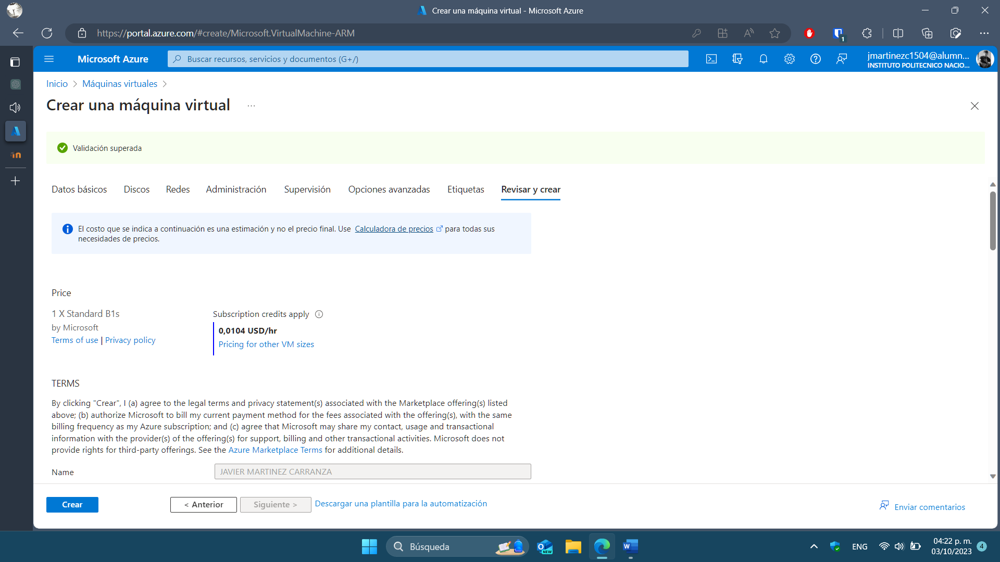 Crear una máquina virtual - Microsoft Azure
https://portal.azure.com/#create/Microsoft.VirtualMachine-ARM
1
Microsoft Azure
Buscar recursos, servicios y documentos (G+/)
jmartinezc1504@alumn...
INSTITUTO POLITECNICO NACIO...
Inicio > Máquinas virtuales >
Crear una máquina virtual ...
Validación superada
Datos básicos Discos Redes Administración Supervisión Opciones avanzadas Etiquetas Revisar y crear
El costo que se indica a continuación es una estimación y no el precio final. Use Calculadora de precios para todas sus
necesidades de precios.
Price
1 X Standard B1s
by Microsoft
Terms of use | Privacy policy
Subscription credits apply
0,0104 USD/hr
Pricing for other VM sizes
TERMS
By clicking "Crear", I (a) agree to the legal terms and privacy statement(s) associated with the Marketplace offering(s) listed
above; (b) authorize Microsoft to bill my current payment method for the fees associated with the offering(s), with the same
billing frequency as my Azure subscription; and (c) agree that Microsoft may share my contact, usage and transactional
information with the provider(s) of the offering(s) for support, billing and other transactional activities. Microsoft does not
provide rights for third-party offerings. See the Azure Marketplace Terms for additional details.
Name
JAVIER MARTINEZ CARRANZA
Crear
< Anterior
Siguiente >
Descargar una plantilla para la automatización
Enviar comentarios
Búsqueda
NEW
ENG
04:22 p. m.
03/10/2023
4